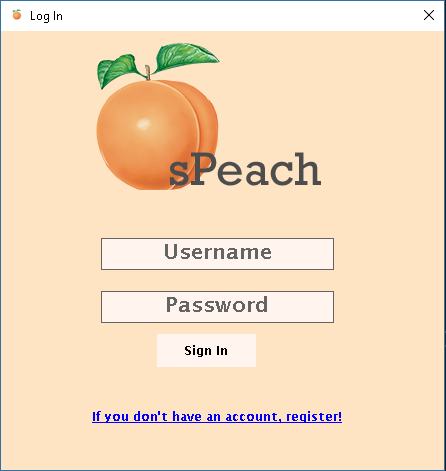 Log In
sPeach
Username
Password
Sign In
If you don't have an account, register!